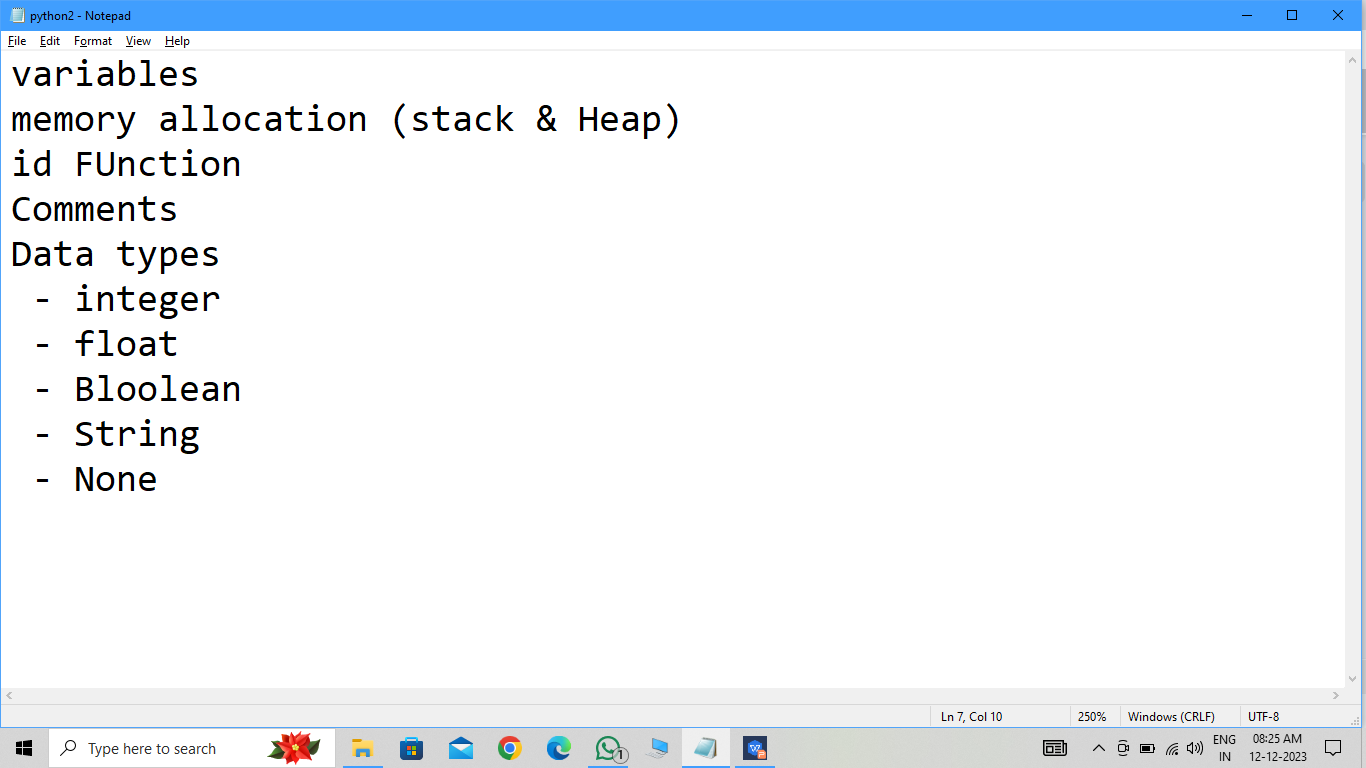 python2 - Notepad
File Edit Format View Help
variables
memory allocation (stack & Heap)
id FUnction
Comments
Data types
- integer
- float
- Bloolean
- String
- None
Ln 7, Col 10 250% Windows (CRLF) UTF-8
Type here to search 1 ENG 08:25 AM
IN 12-12-2023